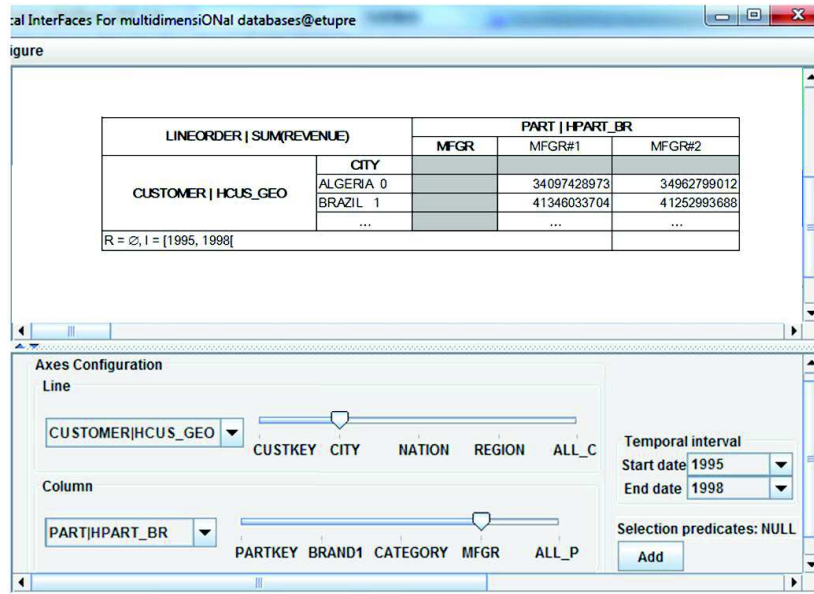 cal InterFaces For multidimensiONal databases@etupre
igure
LINEORDER | SUM(REVENUE)
PART | HPART_BR
MFGR MFGR#1 MFGR#2
CUSTOMER | HCUS_GEO
CITY
ALGERIA 0 34097428973 34962799012
BRAZIL 1 41346033704 41252993688
... ... ...
R = ∅, I = [1995, 1998[
Axes Configuration
Line
CUSTOMER|HCUS_GEO
CUSTKEY CITY NATION REGION ALL_C
Column
PART|HPART_BR
PARTKEY BRAND1 CATEGORY MFGR ALL_P
Temporal interval
Start date 1995
End date 1998
Selection predicates: NULL
Add